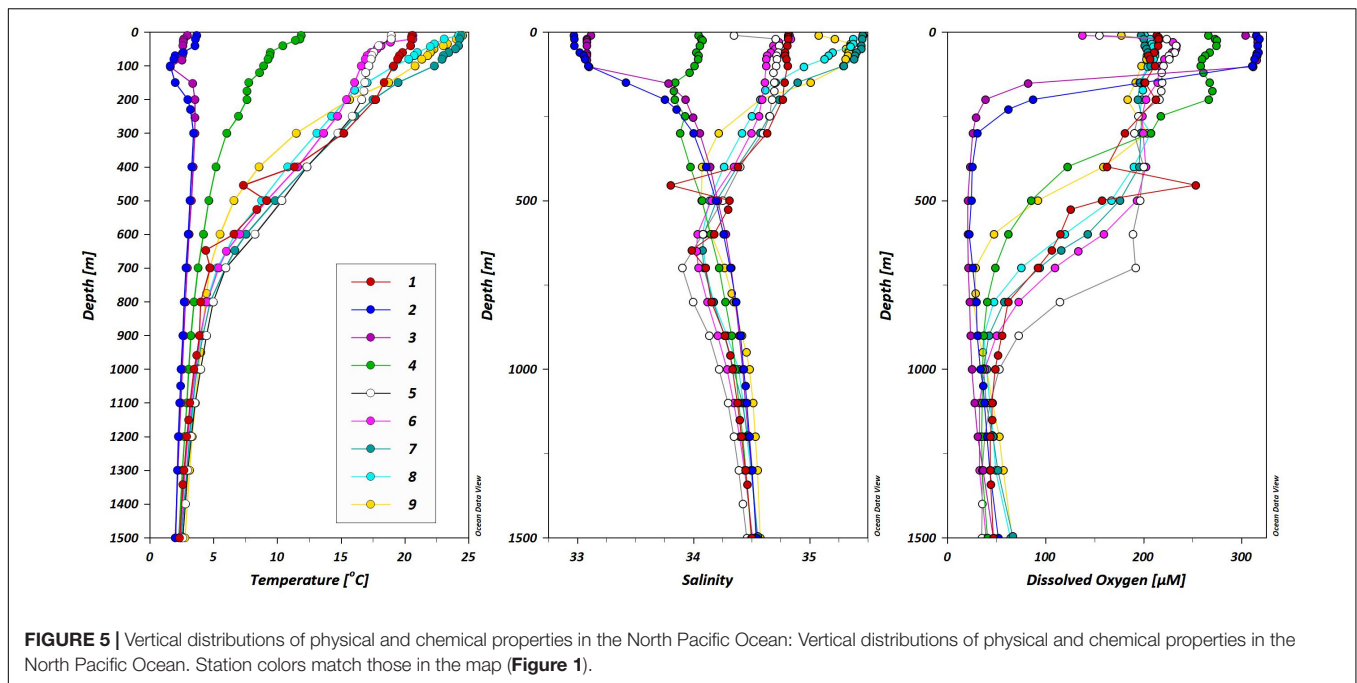 0
100
200
300
400
500
600
700
800
900
1000
1100
1200
1300
1400
1500
Depth [m]
0 5 10 15 20 25
Temperature [°C]
Ocean Data View
1
2
3
4
5
6
7
8
9
0
500
1000
1500
Depth [m]
33 34 35
Salinity
Ocean Data View
0
500
1000
1500
Depth [m]
0 100 200 300
Dissolved Oxygen [µM]
Ocean Data View
FIGURE 5 | Vertical distributions of physical and chemical properties in the North Pacific Ocean: Vertical distributions of physical and chemical properties in the
North Pacific Ocean. Station colors match those in the map (Figure 1).